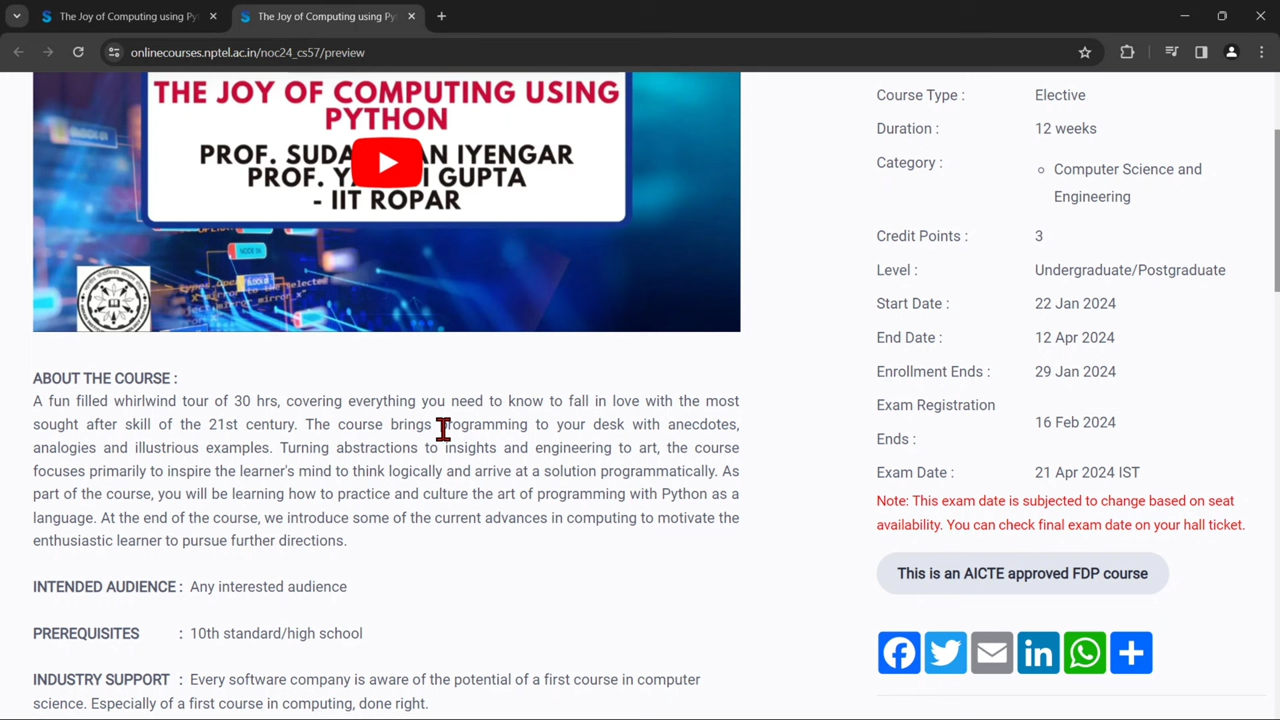 The Joy of Computing using Py
The Joy of Computing using Py
onlinecourses.nptel.ac.in/noc24_cs57/preview
THE JOY OF COMPUTING USING
PYTHON
PROF. SUDA AN IYENGAR
PROF. YA I GUPTA
- IIT ROPAR
ABOUT THE COURSE :
A fun filled whirlwind tour of 30 hrs, covering everything you need to know to fall in love with the most
sought after skill of the 21st century. The course brings programming to your desk with anecdotes,
analogies and illustrious examples. Turning abstractions to insights and engineering to art, the course
focuses primarily to inspire the learner's mind to think logically and arrive at a solution programmatically. As
part of the course, you will be learning how to practice and culture the art of programming with Python as a
language. At the end of the course, we introduce some of the current advances in computing to motivate the
enthusiastic learner to pursue further directions.
INTENDED AUDIENCE : Any interested audience
PREREQUISITES : 10th standard/high school
INDUSTRY SUPPORT : Every software company is aware of the potential of a first course in computer
science. Especially of a first course in computing, done right.
Course Type : Elective
Duration : 12 weeks
Category :
Computer Science and
Engineering
Credit Points : 3
Level : Undergraduate/Postgraduate
Start Date : 22 Jan 2024
End Date : 12 Apr 2024
Enrollment Ends : 29 Jan 2024
Exam Registration
Ends : 16 Feb 2024
Exam Date : 21 Apr 2024 IST
Note: This exam date is subjected to change based on seat
availability. You can check final exam date on your hall ticket.
This is an AICTE approved FDP course